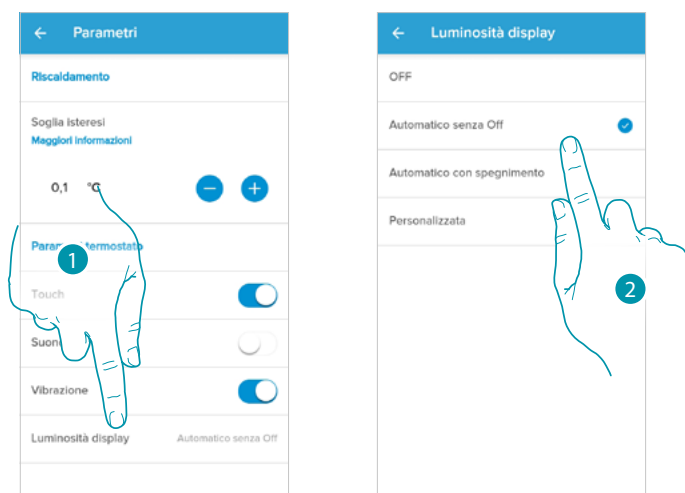 Parametri
Riscaldamento
Soglia isteresi
Maggiori informazioni
0,1 °C
termostato
1
Touch
Vibrazione
Luminosità display Automatico senza Off
Luminosità display
OFF
Automatico senza Off
Automatico con spegnimento
Personalizzata
2